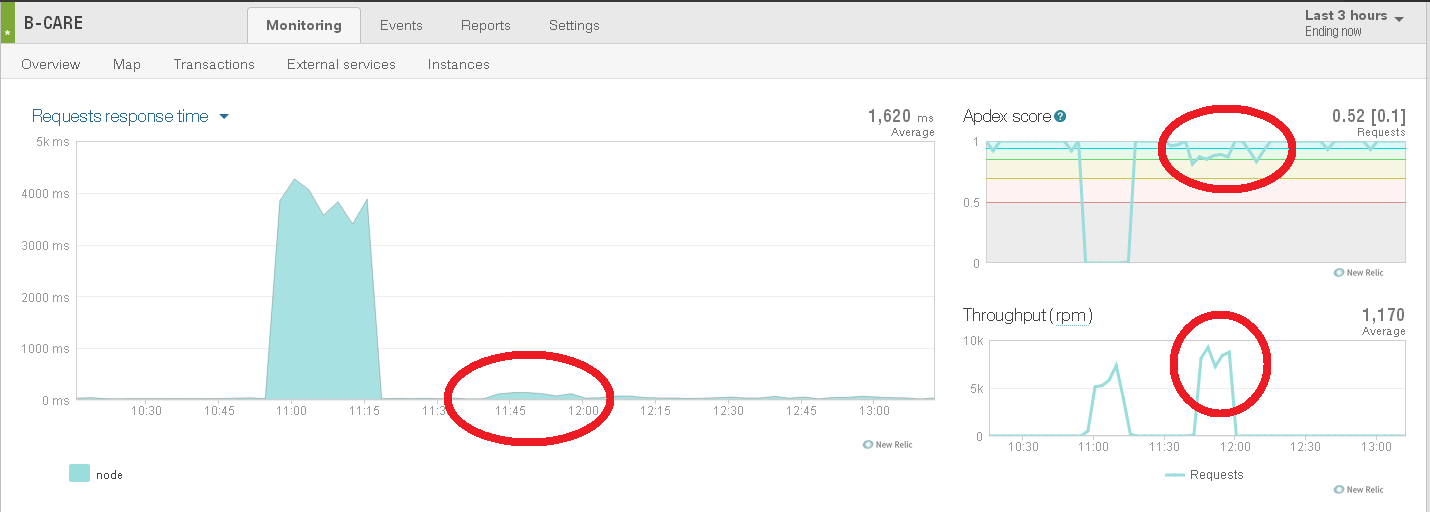 B-CARE
Monitoring Events Reports Settings
Last 3 hours
Ending now
*
Overview Map Transactions External services Instances
Requests response time
1,620 ms
Average
5k ms
4000 ms
3000 ms
2000 ms
1000 ms
0 ms
10:30 10:45 11:00 11:15 11:3 11:45 12:00 12:15 12:30 12:45 13:00
New Relic
node
Apdex score ?
0.52 [0.1]
Requests
1
0.5
0
New Relic
Throughput (rpm)
1,170
Average
10k
5k
0
10:30 11:00 11:30 12:00 12:30 13:00
Requests
New Relic